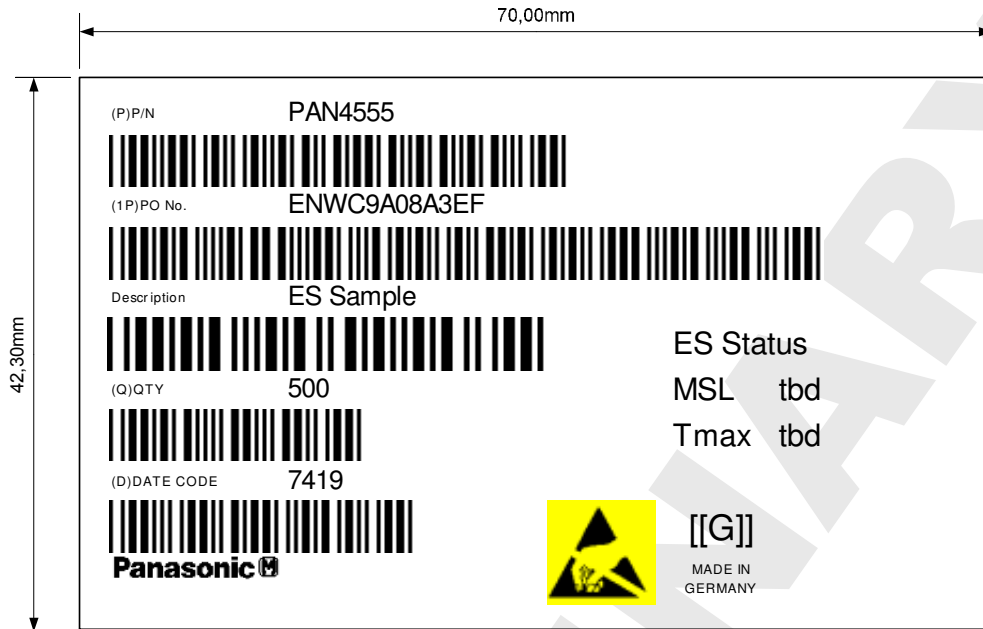 70,00mm
42,30mm
(P)P/N PAN4555
(1P)PO No. ENWC9A08A3EF
Description ES Sample
(Q)QTY 500
(D)DATE CODE 7419
Panasonic M
ES Status
MSL tbd
Tmax tbd
[[G]]
MADE IN
GERMANY